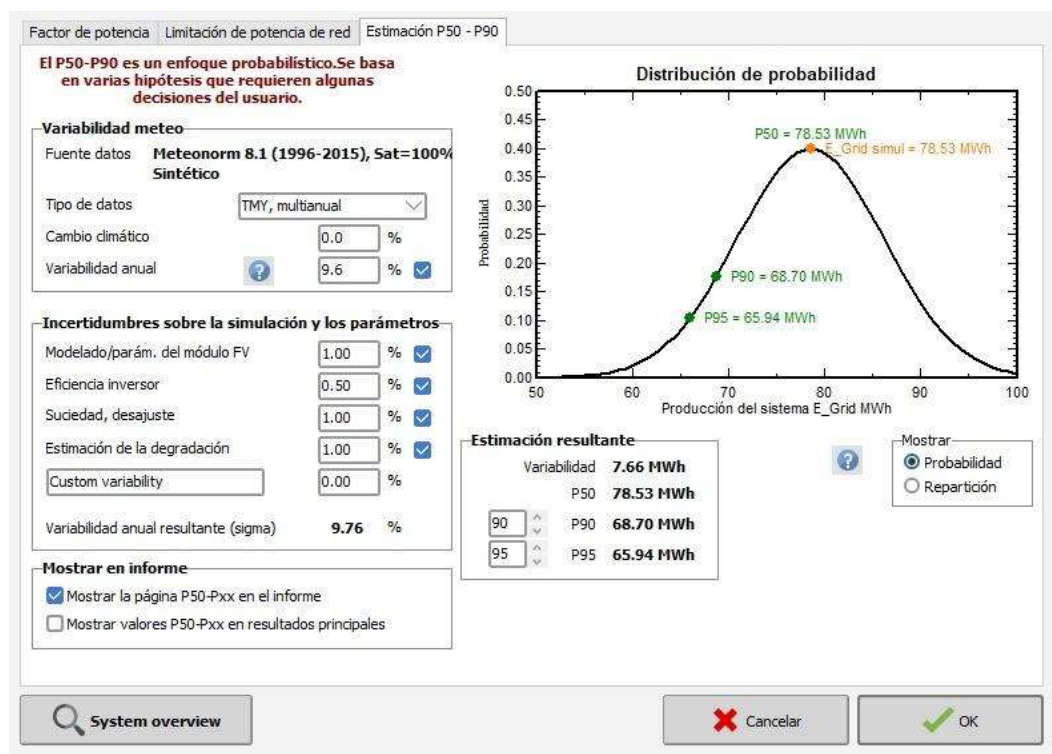 Factor de potencia Limitación de potencia de red Estimación P50 - P90
El P50-P90 es un enfoque probabilístico.Se basa
en varias hipótesis que requieren algunas
decisiones del usuario.
Variabilidad meteo
Fuente datos Meteonorm 8.1 (1996-2015), Sat=100%
Sintético
Tipo de datos TMY, multianual
Cambio climático 0.0 %
Variabilidad anual ? 9.6 %
Incertidumbres sobre la simulación y los parámetros
Modelado/parám. del módulo FV 1.00 %
Eficiencia inversor 0.50 %
Suciedad, desajuste 1.00 %
Estimación de la degradación 1.00 %
Custom variability 0.00 %
Variabilidad anual resultante (sigma) 9.76 %
Mostrar en informe
Mostrar la página P50-Pxx en el informe
Mostrar valores P50-Pxx en resultados principales
Distribución de probabilidad
Probabilidad
0.50
0.45
0.40
0.35
0.30
0.25
0.20
0.15
0.10
0.05
0.00
P50 = 78.53 MWh
E_Grid simul = 78.53 MWh
P90 = 68.70 MWh
P95 = 65.94 MWh
50 60 70 80 90 100
Producción del sistema E_Grid MWh
Estimación resultante
Variabilidad 7.66 MWh
P50 78.53 MWh
90 P90 68.70 MWh
95 P95 65.94 MWh
?
Mostrar
Probabilidad
Repartición
System overview
Cancelar
OK